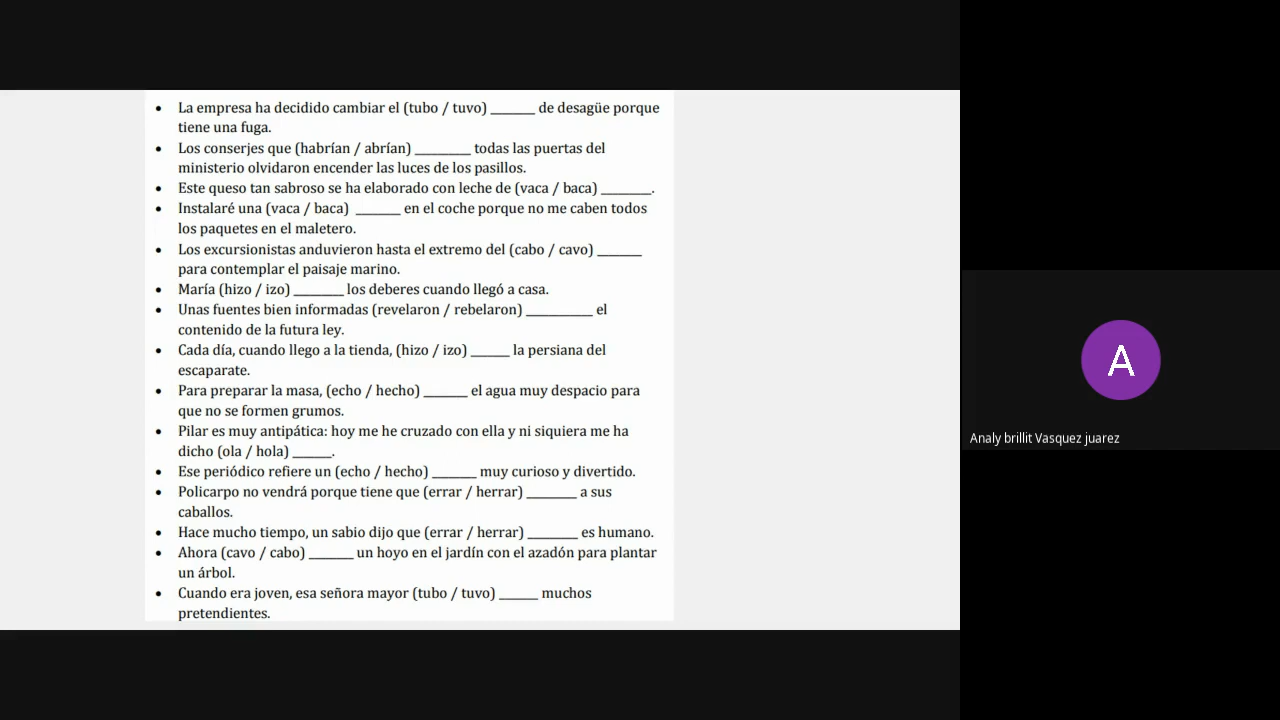 • La empresa ha decidido cambiar el (tubo / tuvo) _______ de desagüe porque
tiene una fuga.
• Los conserjes que (habrían / abrían) _________ todas las puertas del
ministerio olvidaron encender las luces de los pasillos.
• Este queso tan sabroso se ha elaborado con leche de (vaca / baca) ________.
• Instalaré una (vaca / baca) _______ en el coche porque no me caben todos
los paquetes en el maletero.
• Los excursionistas anduvieron hasta el extremo del (cabo / cavo) _______
para contemplar el paisaje marino.
• María (hizo / izo) ________ los deberes cuando llegó a casa.
• Unas fuentes bien informadas (revelaron / rebelaron) ___________ el
contenido de la futura ley.
• Cada día, cuando llego a la tienda, (hizo / izo) ______ la persiana del
escaparate.
• Para preparar la masa, (echo / hecho) _______ el agua muy despacio para
que no se formen grumos.
• Pilar es muy antipática: hoy me he cruzado con ella y ni siquiera me ha
dicho (ola / hola) ______.
• Ese periódico refiere un (echo / hecho) _______ muy curioso y divertido.
• Policarpo no vendrá porque tiene que (errar / herrar) ________ a sus
caballos.
• Hace mucho tiempo, un sabio dijo que (errar / herrar) ________ es humano.
• Ahora (cavo / cabo) _______ un hoyo en el jardín con el azadón para plantar
un árbol.
• Cuando era joven, esa señora mayor (tubo / tuvo) ______ muchos
pretendientes.
A
Analy brillit Vasquez juarez